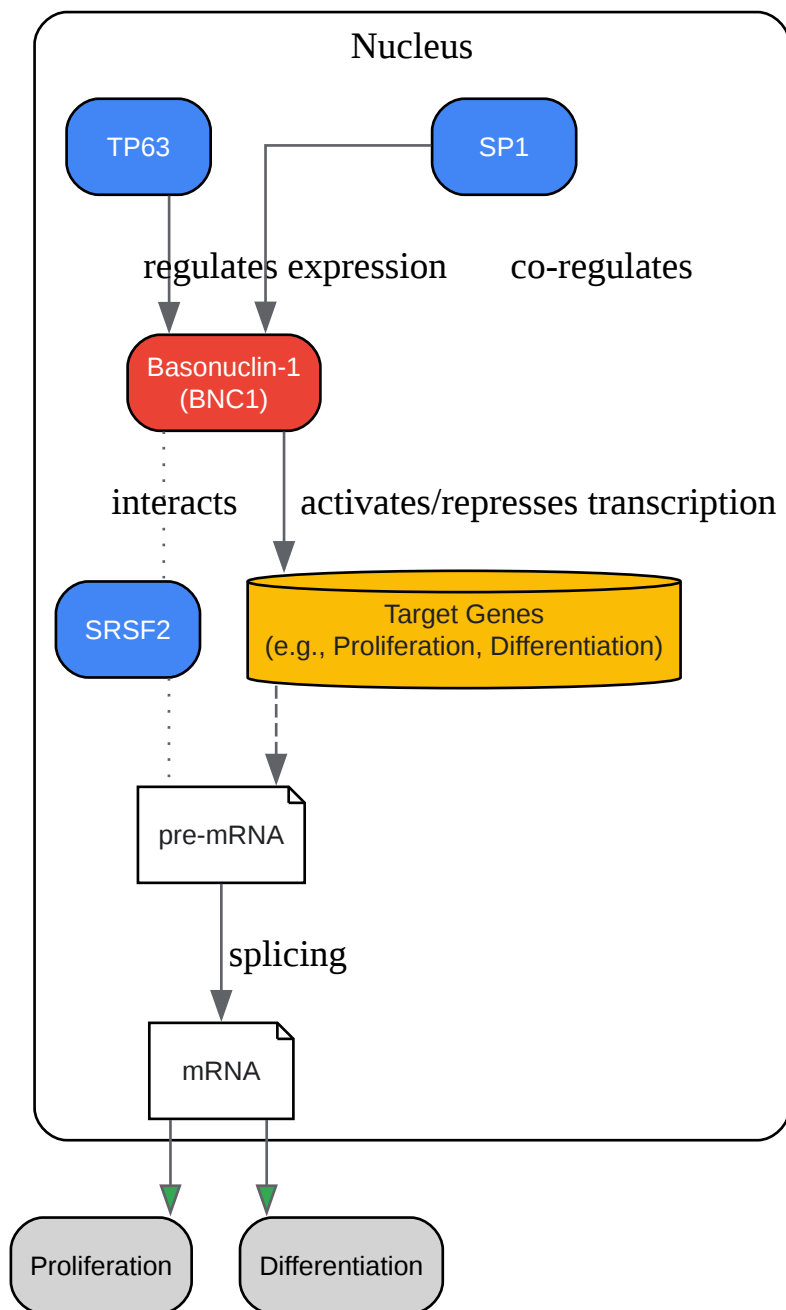 Nucleus
TP63
SP1
regulates expression
co-regulates
Basonuclin-1
(BNC1)
interacts
activates/represses transcription
SRSF2
Target Genes
(e.g., Proliferation, Differentiation)
pre-mRNA
splicing
mRNA
Proliferation
Differentiation